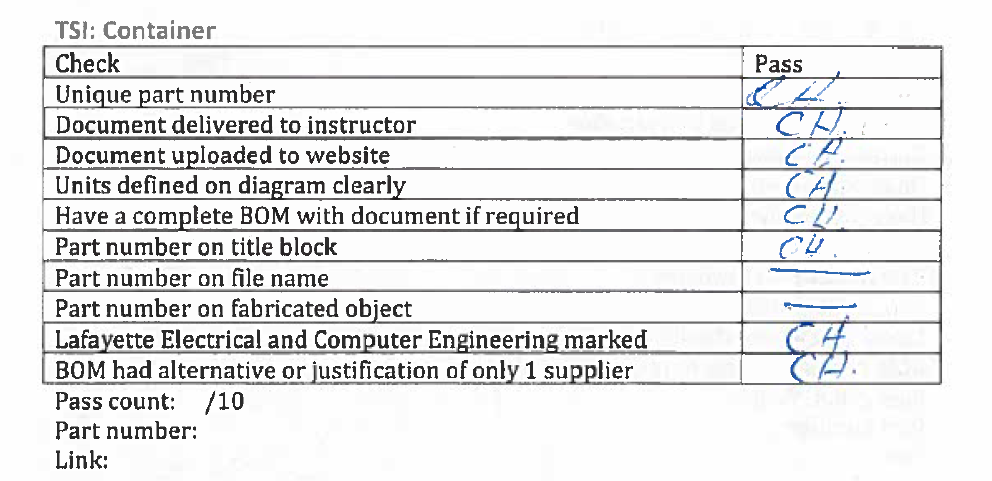 TSI: Container
Check Pass
Unique part number CH.
Document delivered to instructor CH.
Document uploaded to website CH.
Units defined on diagram clearly CH
Have a complete BOM with document if required CH
Part number on title block CH.
Part number on file name —
Part number on fabricated object —
Lafayette Electrical and Computer Engineering marked CH.
BOM had alternative or justification of only 1 supplier CH.
Pass count: /10
Part number:
Link: